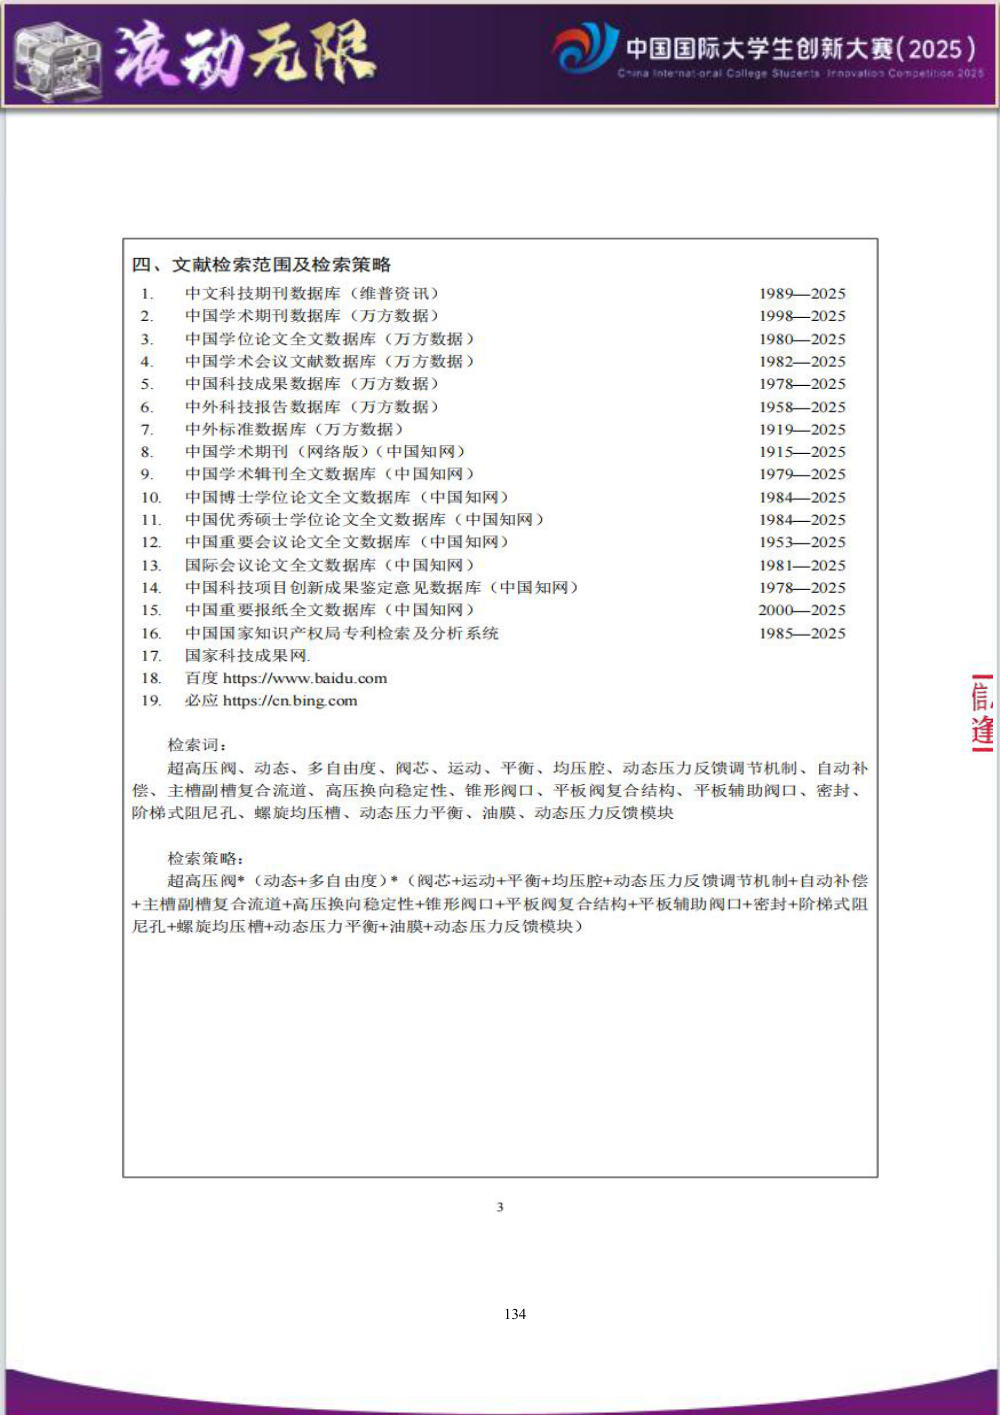 液动无限
中国国际大学生创新大赛(2025)
China International College Students' Innovation Competition 2025
四、文献检索范围及检索策略
1. 中文科技期刊数据库（维普资讯） 1989—2025
2. 中国学术期刊数据库（万方数据） 1998—2025
3. 中国学位论文全文数据库（万方数据） 1980—2025
4. 中国学术会议文献数据库（万方数据） 1982—2025
5. 中国科技成果数据库（万方数据） 1978—2025
6. 中外科技报告数据库（万方数据） 1958—2025
7. 中外标准数据库（万方数据） 1919—2025
8. 中国学术期刊（网络版）（中国知网） 1915—2025
9. 中国学术辑刊全文数据库（中国知网） 1979—2025
10. 中国博士学位论文全文数据库（中国知网） 1984—2025
11. 中国优秀硕士学位论文全文数据库（中国知网） 1984—2025
12. 中国重要会议论文全文数据库（中国知网） 1953—2025
13. 国际会议论文全文数据库（中国知网） 1981—2025
14. 中国科技项目创新成果鉴定意见数据库（中国知网） 1978—2025
15. 中国重要报纸全文数据库（中国知网） 2000—2025
16. 中国国家知识产权局专利检索及分析系统 1985—2025
17. 国家科技成果网.
18. 百度 https://www.baidu.com
19. 必应 https://cn.bing.com
检索词：
超高压阀、动态、多自由度、阀芯、运动、平衡、均压腔、动态压力反馈调节机制、自动补
偿、主槽副槽复合流道、高压换向稳定性、锥形阀口、平板阀复合结构、平板辅助阀口、密封、
阶梯式阻尼孔、螺旋均压槽、动态压力平衡、油膜、动态压力反馈模块
检索策略：
超高压阀*（动态+多自由度）*（阀芯+运动+平衡+均压腔+动态压力反馈调节机制+自动补偿
+主槽副槽复合流道+高压换向稳定性+锥形阀口+平板阀复合结构+平板辅助阀口+密封+阶梯式阻
尼孔+螺旋均压槽+动态压力平衡+油膜+动态压力反馈模块）
3
134